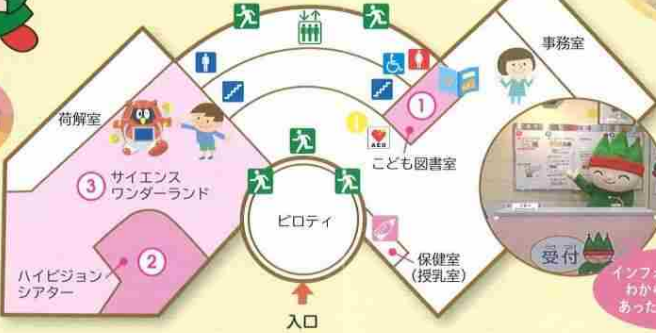 事務室
荷解室
①
AED
こども図書室
③ サイエンス
ワンダーランド
ピロティ
②
ハイビジョン
シアター
保健室
(授乳室)
受付
入口
インフォ
わから
あった